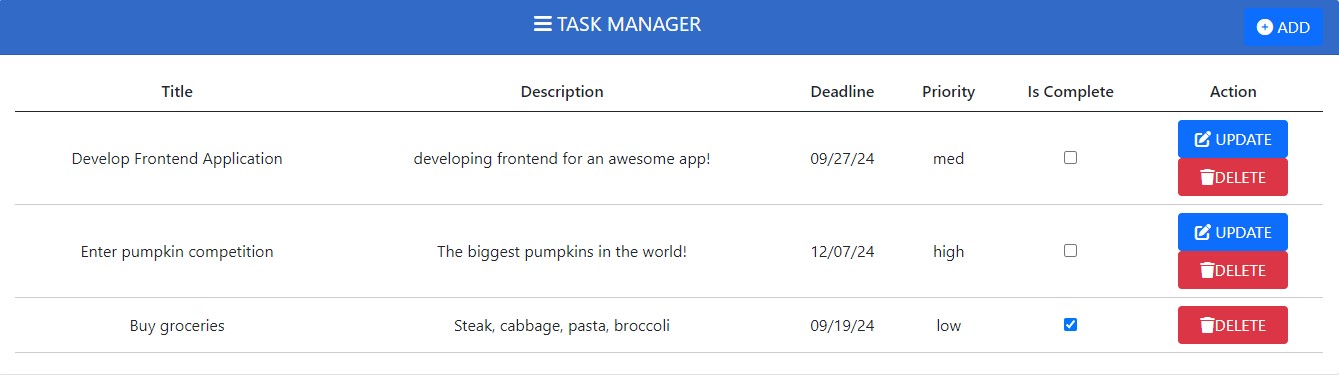 TASK MANAGER
ADD
Title Description Deadline Priority Is Complete Action
Develop Frontend Application developing frontend for an awesome app! 09/27/24 med UPDATE
DELETE
Enter pumpkin competition The biggest pumpkins in the world! 12/07/24 high UPDATE
DELETE
Buy groceries Steak, cabbage, pasta, broccoli 09/19/24 low DELETE